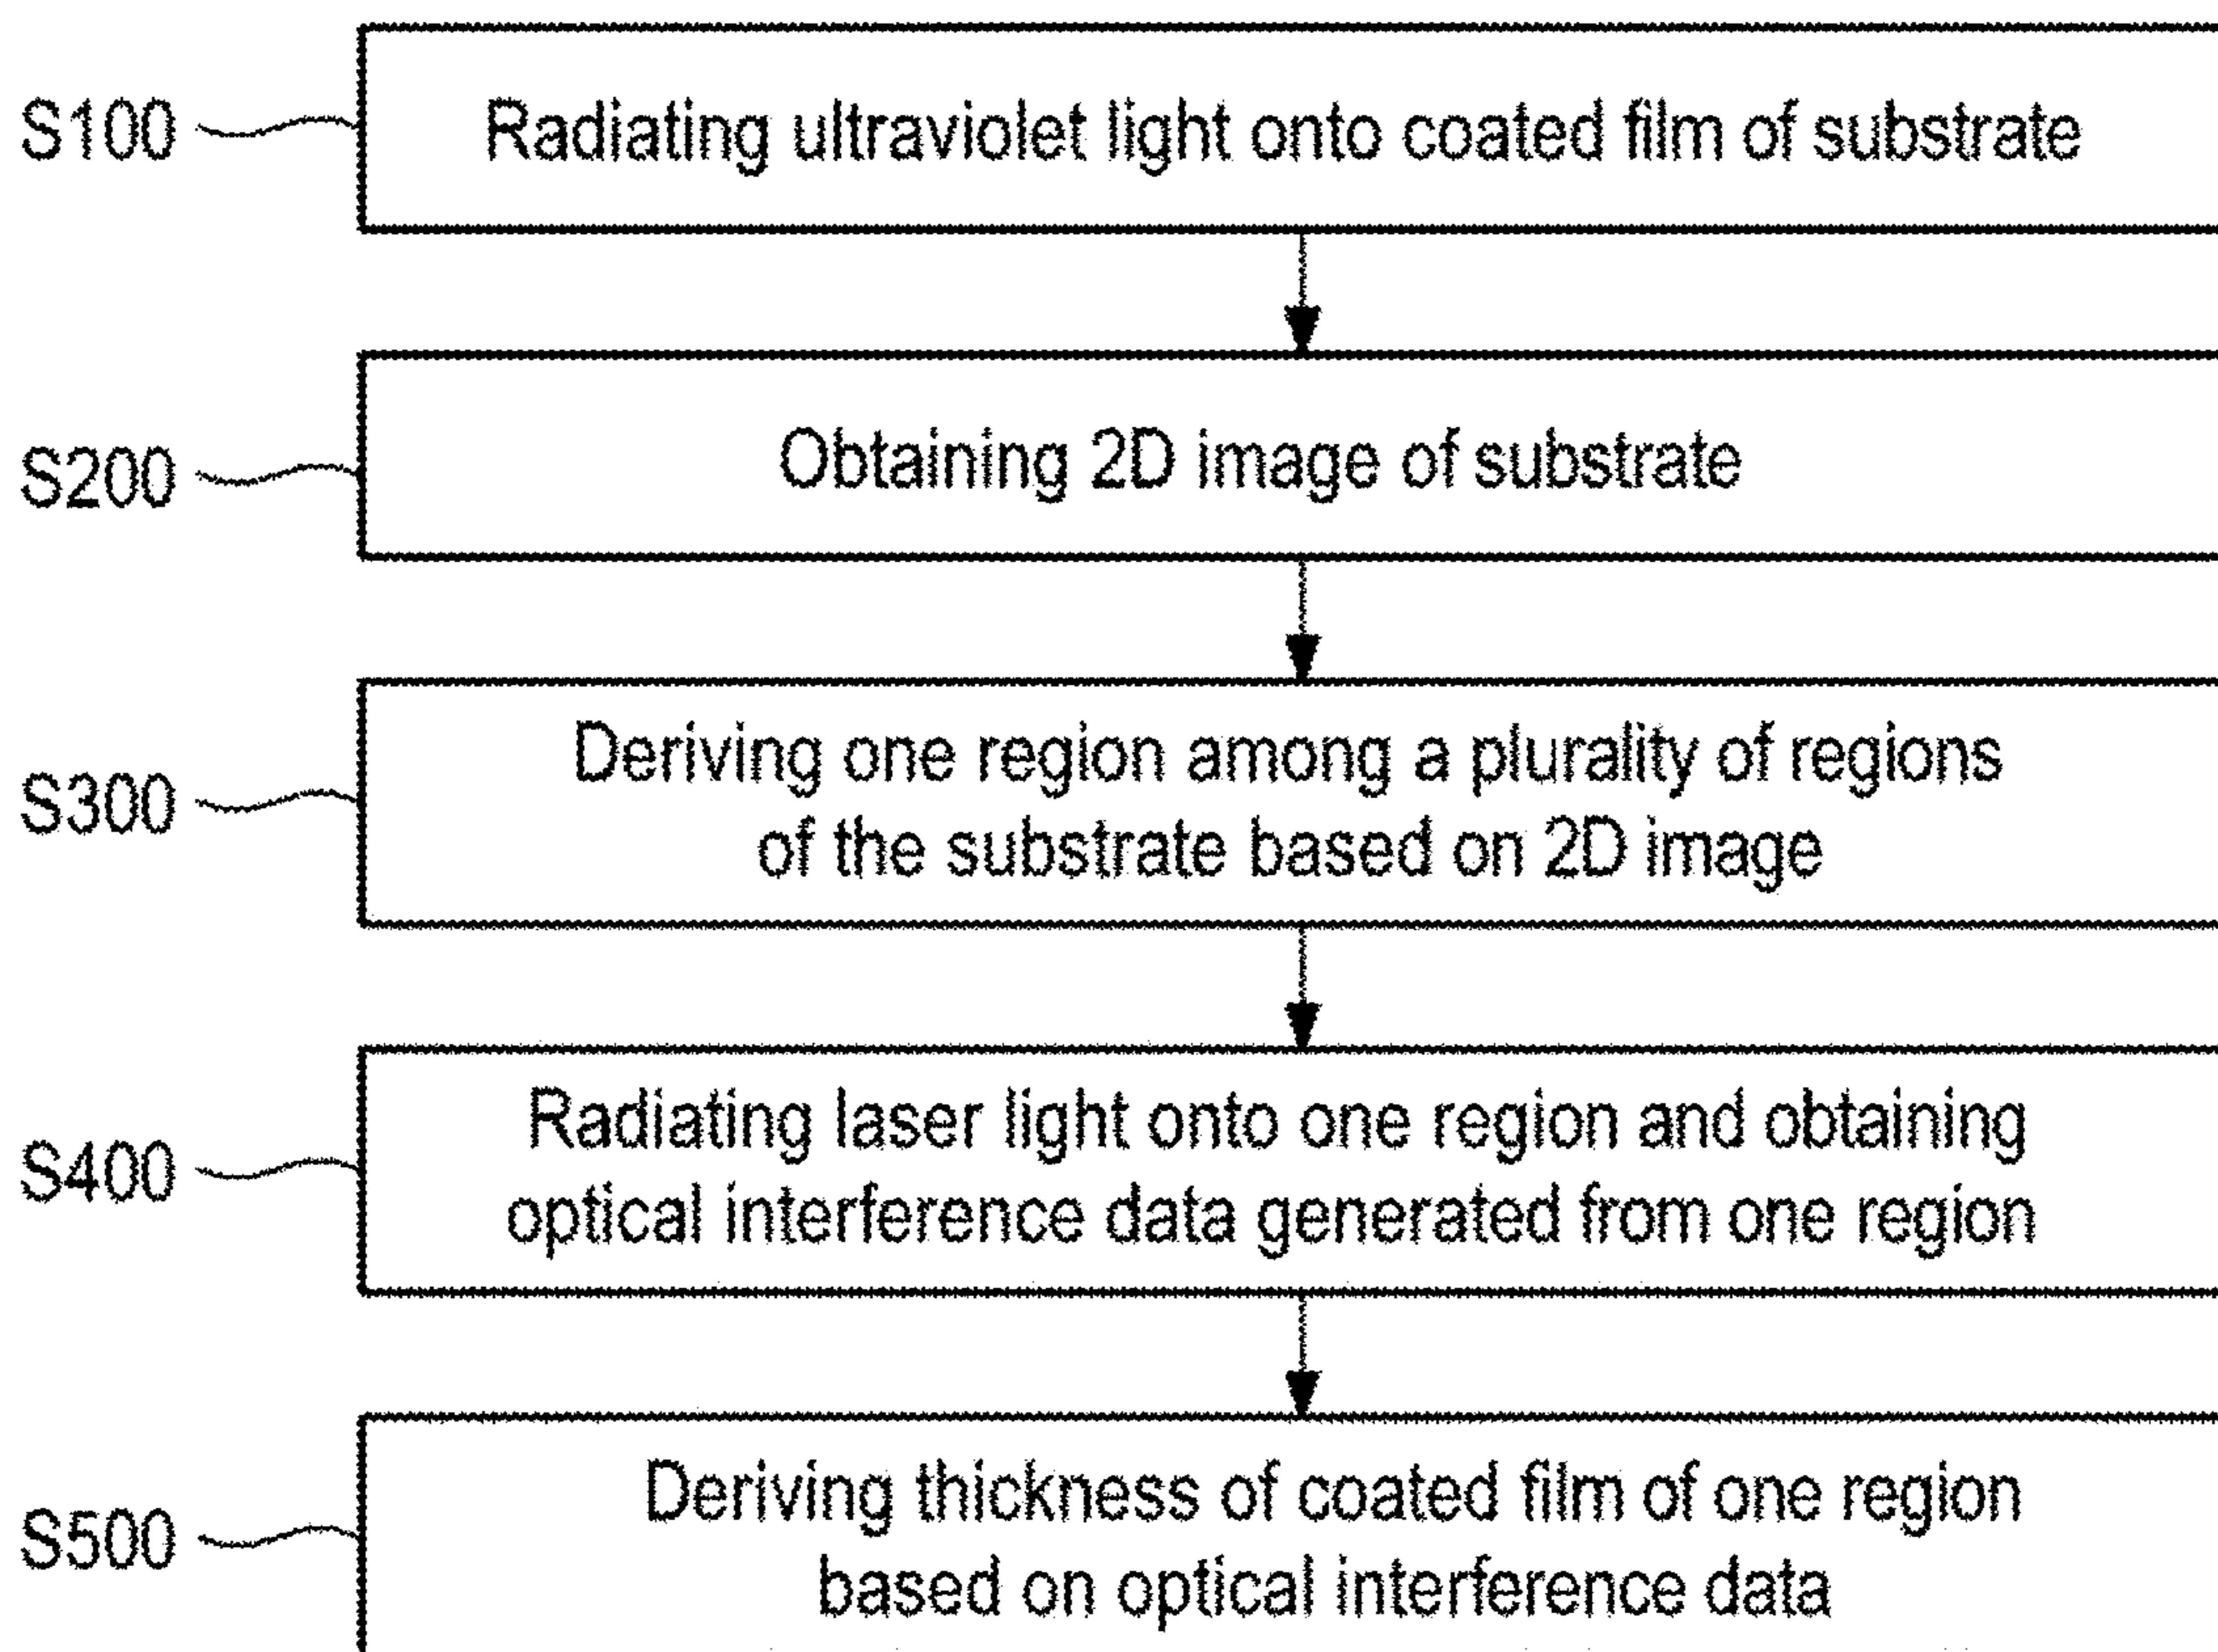 S100
Radiating ultraviolet light onto coated film of substrate
S200
Obtaining 2D image of substrate
S300
Deriving one region among a plurality of regions
of the substrate based on 2D image
S400
Radiating laser light onto one region and obtaining
optical interference data generated from one region
S500
Deriving thickness of coated film of one region
based on optical interference data